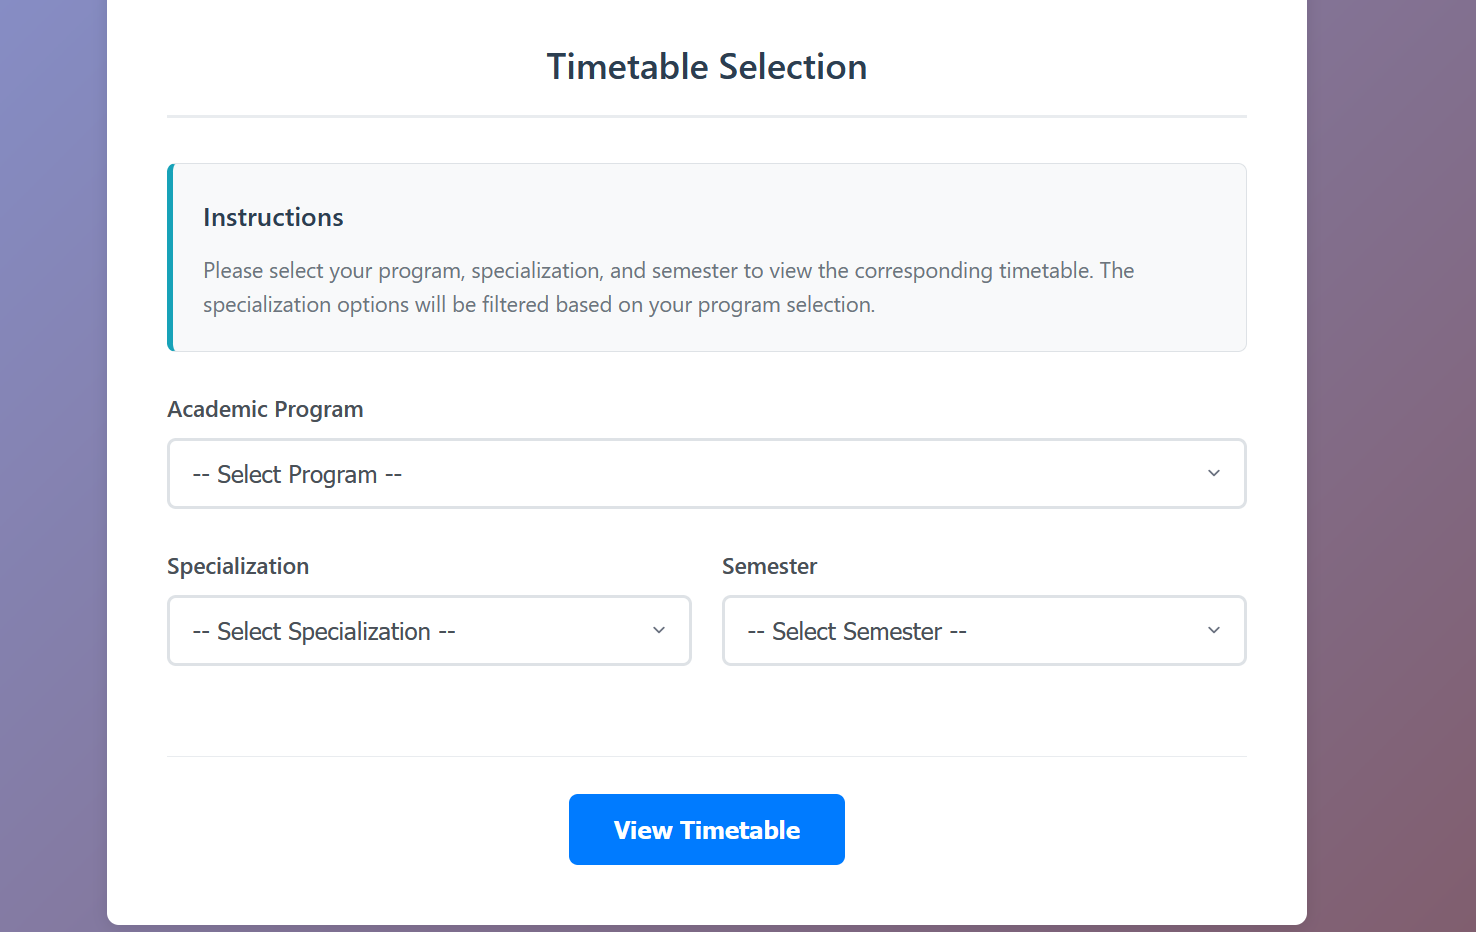 Timetable Selection
Instructions
Please select your program, specialization, and semester to view the corresponding timetable. The
specialization options will be filtered based on your program selection.
Academic Program
-- Select Program --
Specialization
-- Select Specialization --
Semester
-- Select Semester --
View Timetable